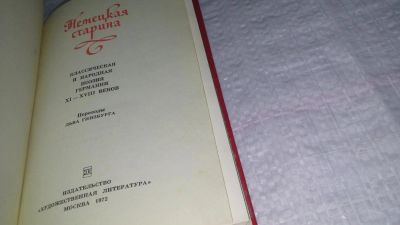 Немецкая
старина
КЛАССИЧЕСКАЯ
И НАРОДНАЯ
ПОЭЗИЯ
ГЕРМАНИИ
XI—XVIII ВЕКОВ
Переводы
ЛЬВА ГИНЗБУРГА
ИЗДАТЕЛЬСТВО
«ХУДОЖЕСТВЕННАЯ ЛИТЕРАТУРА»
МОСКВА 1972